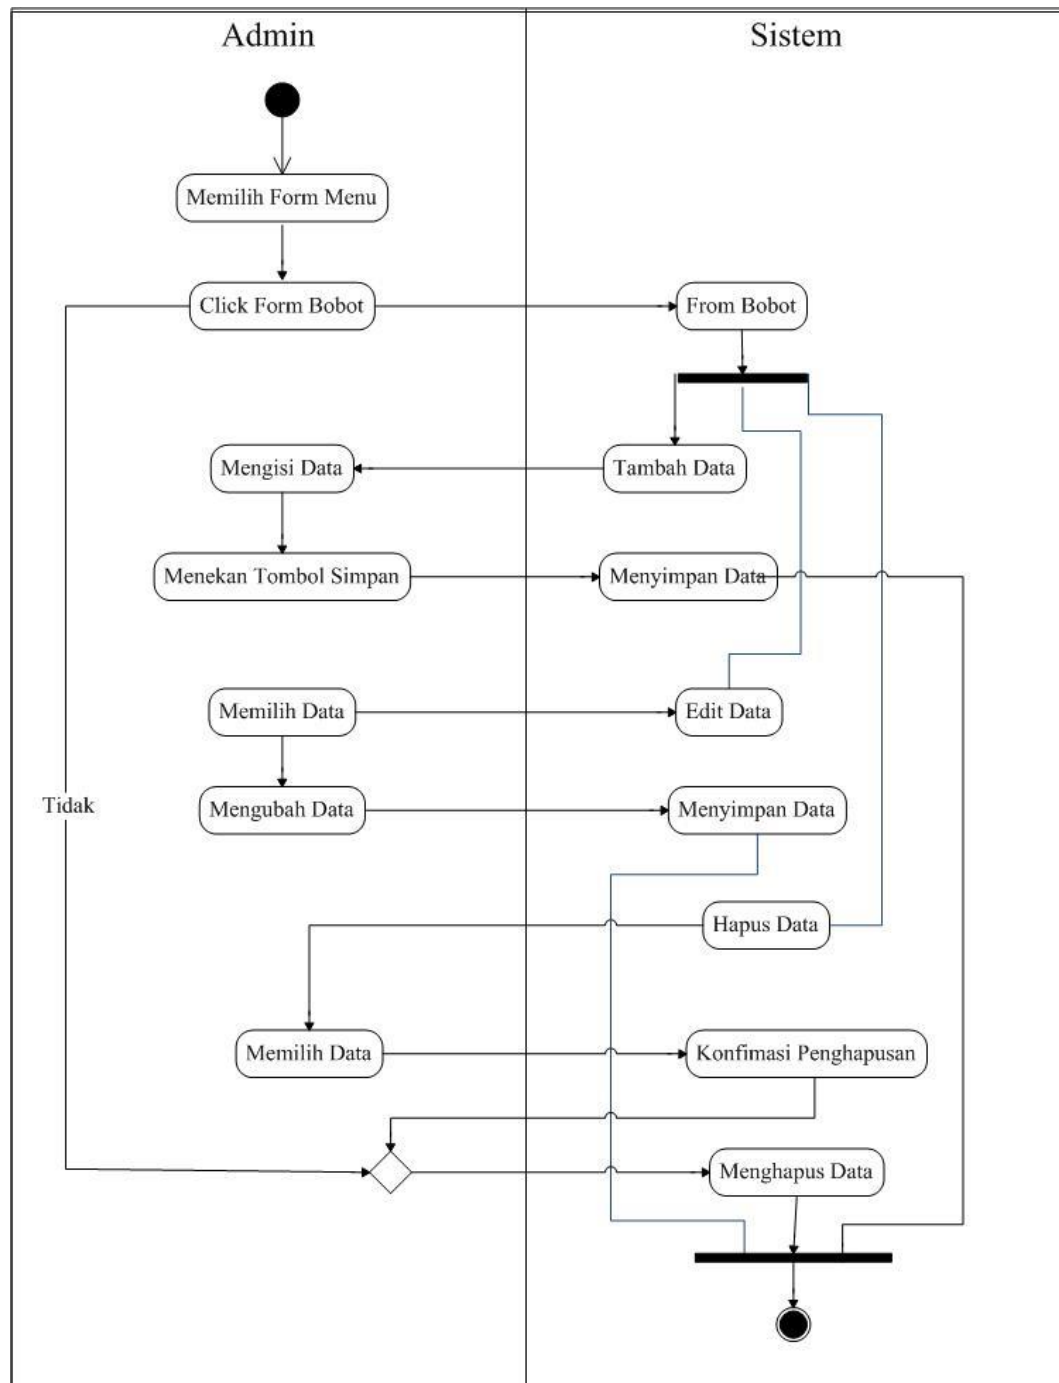 Admin
Sistem
Memilih Form Menu
Click Form Bobot
From Bobot
Mengisi Data
Tambah Data
Menekan Tombol Simpan
Menyimpan Data
Memilih Data
Edit Data
Tidak
Mengubah Data
Menyimpan Data
Hapus Data
Memilih Data
Konfimasi Penghapusan
Menghapus Data